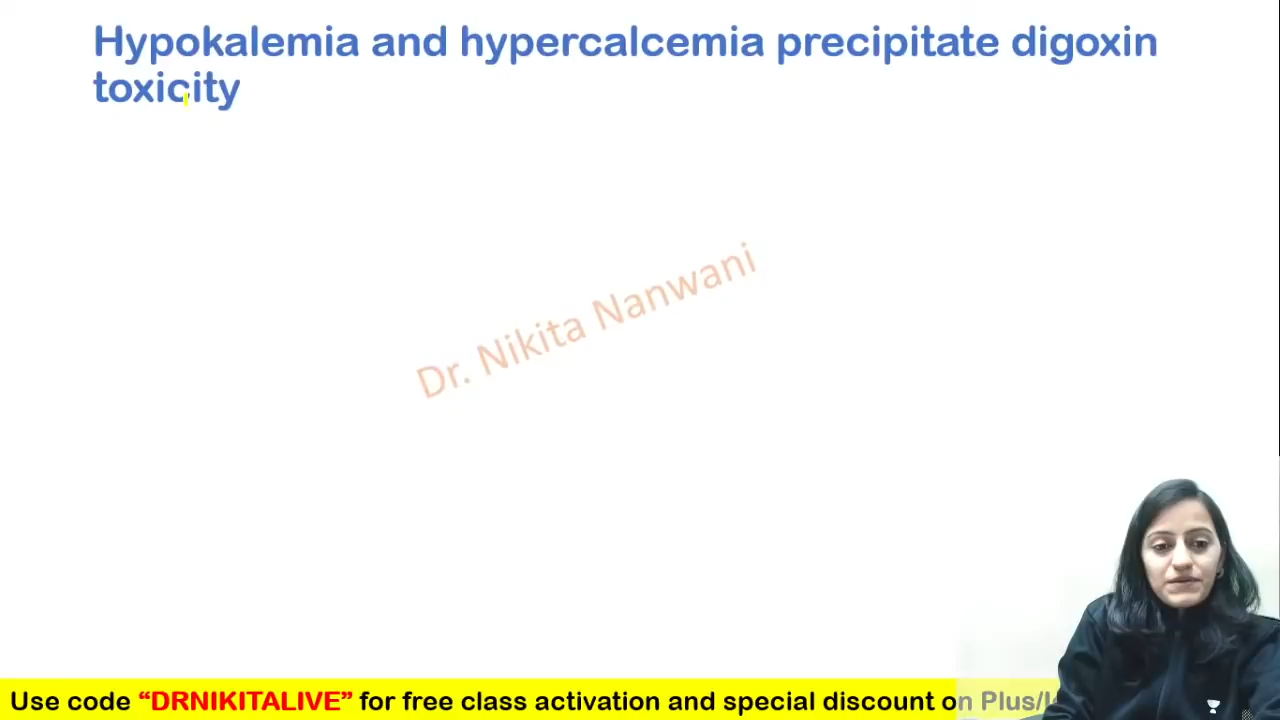 Hypokalemia and hypercalcemia precipitate digoxin
toxicity
Dr. Nikita Nanwani
Use code “DRNIKITALIVE” for free class activation and special discount on Plus/